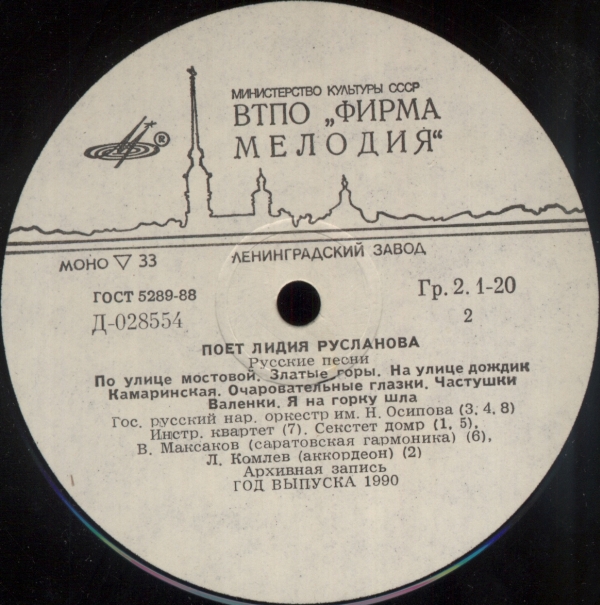 МИНИСТЕРСТВО КУЛЬТУРЫ СССР
ВТПО „ФИРМА
МЕЛОДИЯ“
®
ЛЕНИНГРАДСКИЙ ЗАВОД
МОНО ▽ 33
ГОСТ 5289-88
Гр. 2. 1-20
Д-028554
2
ПОЕТ ЛИДИЯ РУСЛАНОВА
Русские песни
По улице мостовой. Златые горы. На улице дождик
Камаринская. Очаровательные глазки. Частушки
Валенки. Я на горку шла
Гос. русский нар. оркестр им. Н. Осипова (3, 4, 8)
Инстр. квартет (7). Секстет домр (1, 5),
В. Максаков (саратовская гармоника) (6),
Л. Комлев (аккордеон) (2)
Архивная запись
ГОД ВЫПУСКА 1990